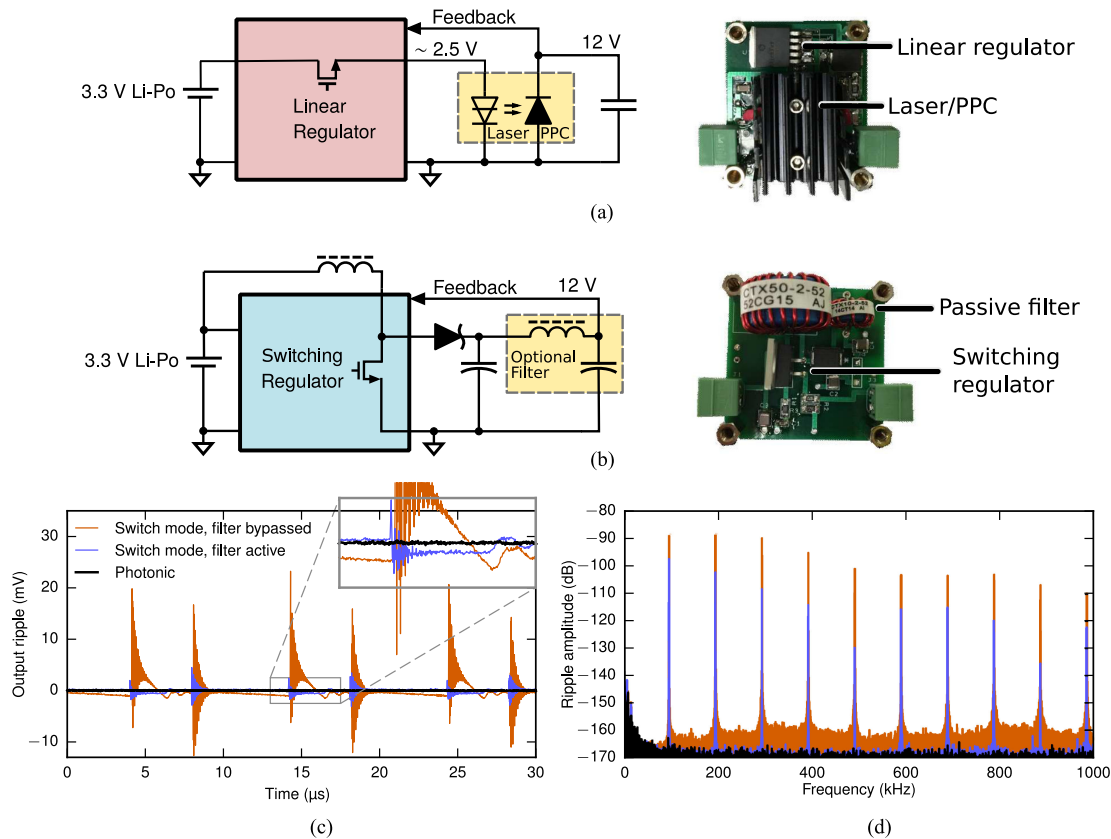 Feedback
~ 2.5 V
12 V
3.3 V Li-Po
Linear
Regulator
Laser
PPC
Linear regulator
Laser/PPC
(a)
Feedback
12 V
3.3 V Li-Po
Switching
Regulator
Optional
Filter
CTX50-2-52
52CG15 AJ
Passive filter
Switching
regulator
(b)
Switch mode, filter bypassed
Switch mode, filter active
Photonic
Output ripple (mV)
30
20
10
0
−10
0
5
10
15
20
25
30
Time (μs)
(c)
Ripple amplitude (dB)
−80
−90
−100
−110
−120
−130
−140
−150
−160
−170
0
200
400
600
800
1000
Frequency (kHz)
(d)